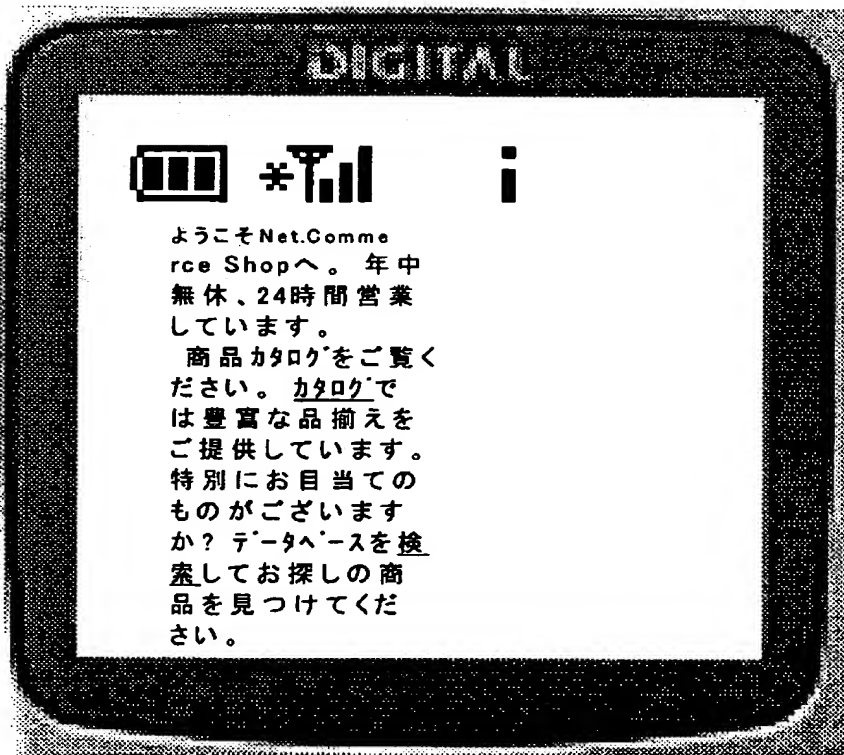 DIGITAL
ようこそNet.Comme
rce Shopへ。年中
無休、24時間営業
しています。
商品ｶﾀﾛｸﾞをご覧く
ださい。ｶﾀﾛｸﾞで
は豊富な品揃えを
ご提供しています。
特別にお目当ての
ものがございます
か? ﾃﾞｰﾀﾍﾞｰｽを検
索してお探しの商
品を見つけてくだ
さい。